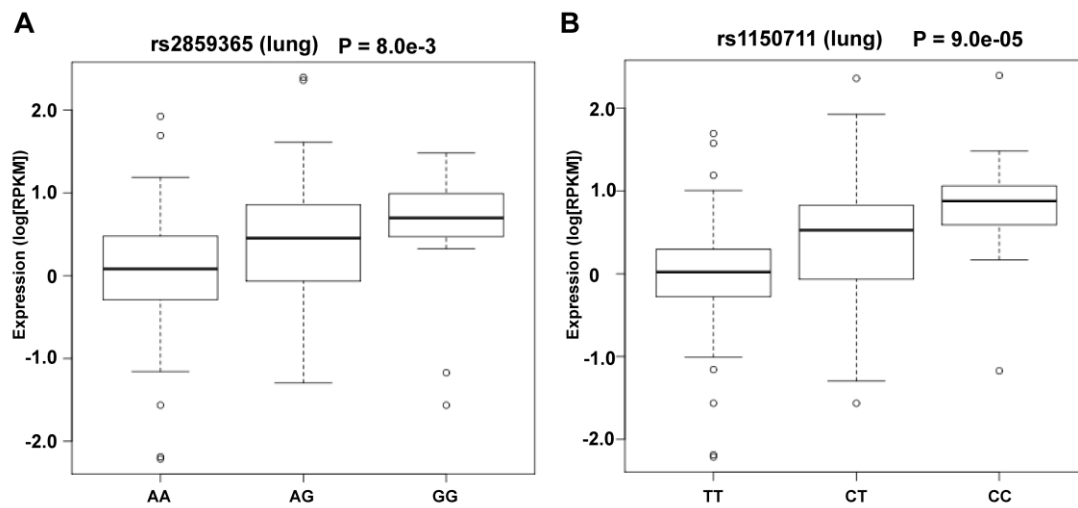 A
rs2859365 (lung) P = 8.0e-3
Expression (log[RPKM])
2.0
1.0
0
-1.0
-2.0
AA AG GG
B
rs1150711 (lung) P = 9.0e-05
Expression (log[RPKM])
2.0
1.0
0
-1.0
-2.0
TT CT CC